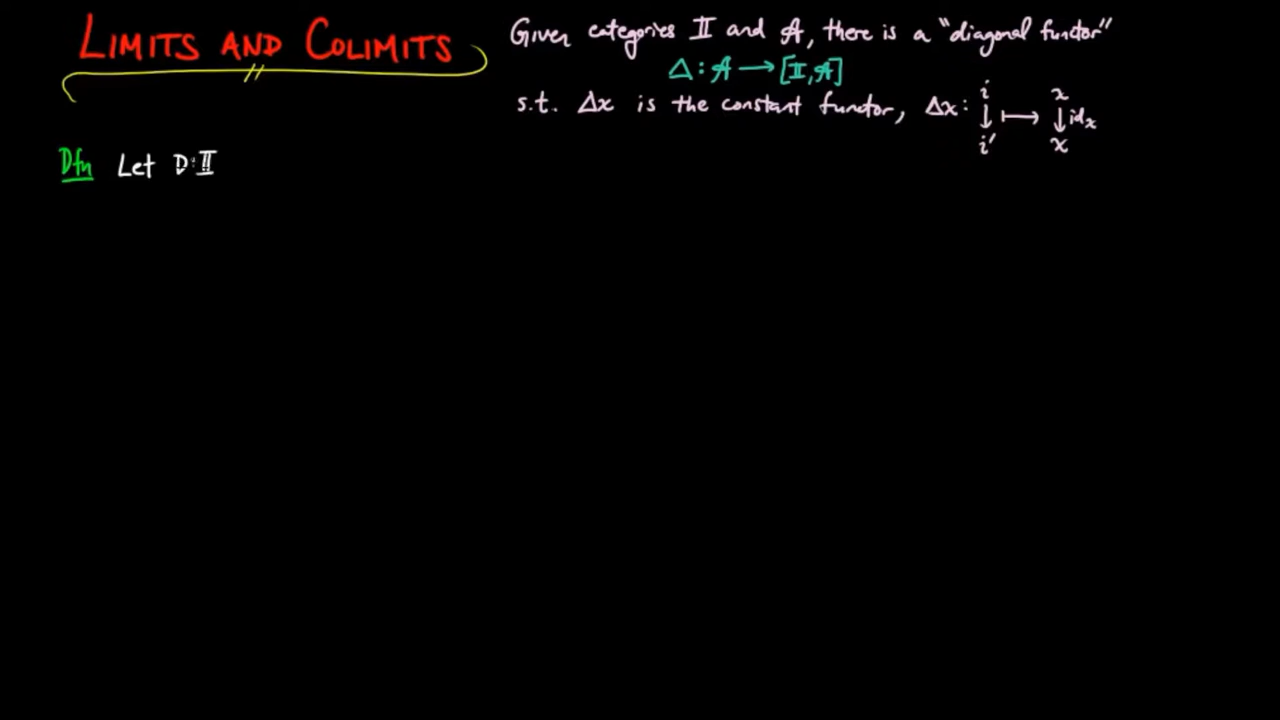 LIMITS AND COLIMITS
Given categories 𝕀 and 𝒜, there is a "diagonal functor"
Δ : 𝒜 → [𝕀, 𝒜]
s.t. Δx is the constant functor, Δx : i ↓ i′ ↦ x ↓ id_x x
Dfn Let D : 𝕀